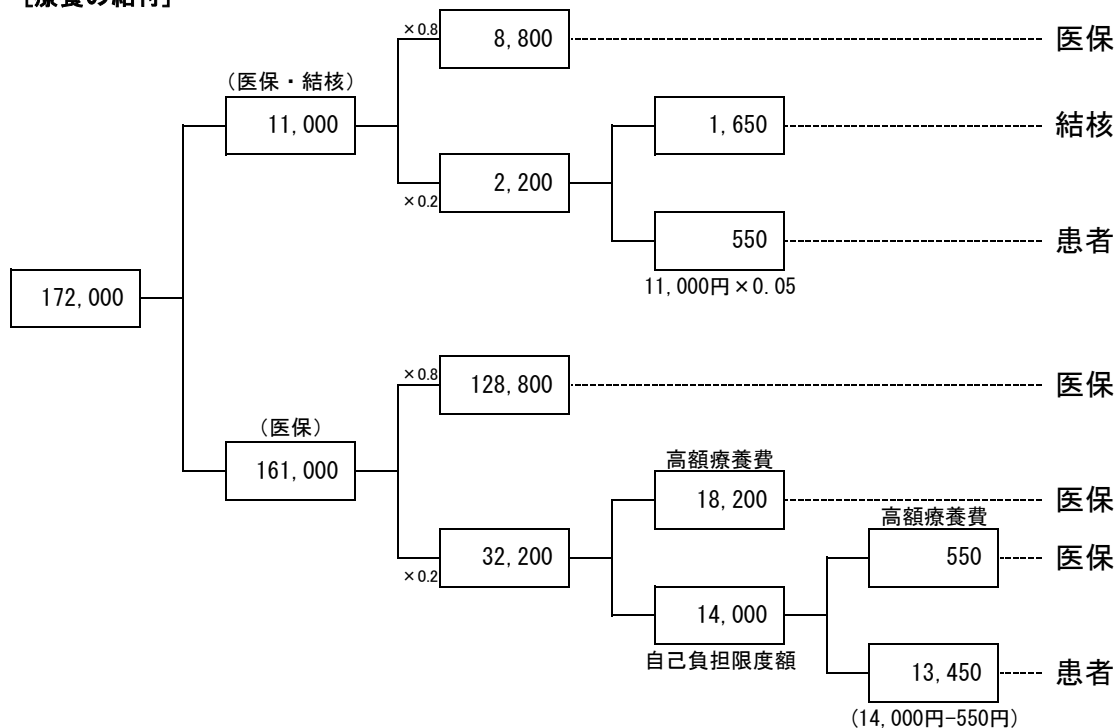 ［療養の給付］
×0.8
8,800
医保
（医保・結核）
11,000
1,650
結核
×0.2
2,200
550
患者
11,000円×0.05
172,000
×0.8
128,800
医保
（医保）
161,000
高額療養費
18,200
医保
高額療養費
×0.2
32,200
550
医保
14,000
自己負担限度額
13,450
患者
(14,000円-550円)